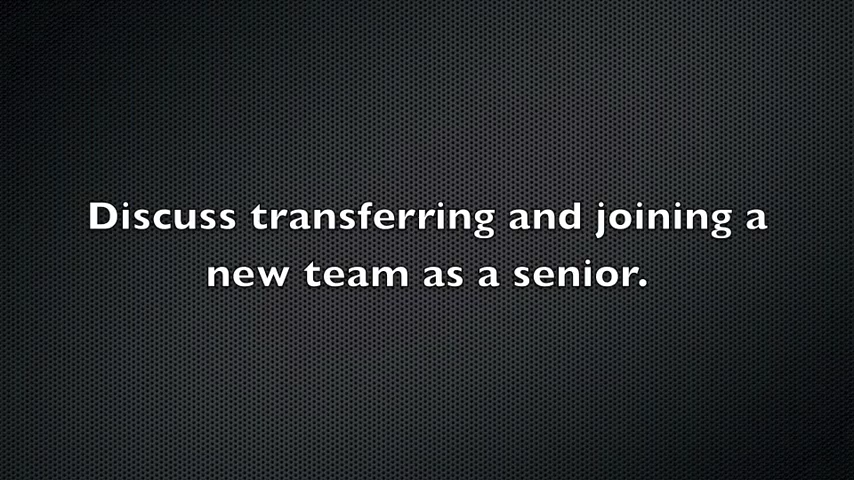 Discuss transferring and joining a
new team as a senior.